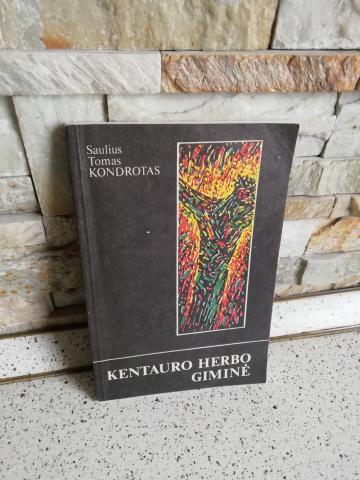 Saulius
Tomas
KONDROTAS
KENTAURO HERBO
GIMINĖ